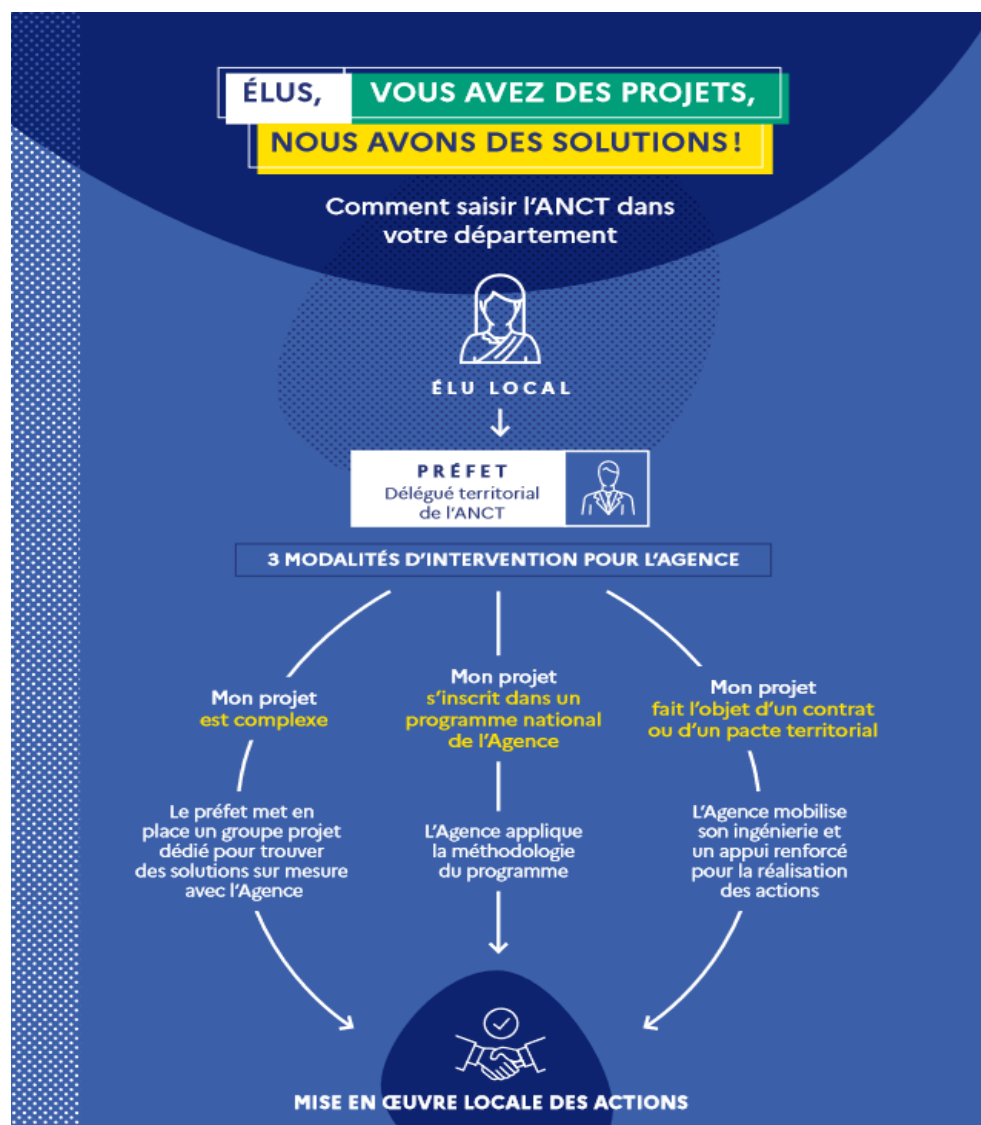 ÉLUS, VOUS AVEZ DES PROJETS,
NOUS AVONS DES SOLUTIONS !
Comment saisir l'ANCT dans
votre département
ÉLU LOCAL
PRÉFET
Délégué territorial
de l'ANCT
3 MODALITÉS D'INTERVENTION POUR L'AGENCE
Mon projet
est complexe
Le préfet met en
place un groupe projet
dédié pour trouver
des solutions sur mesure
avec l'Agence
Mon projet
s'inscrit dans un
programme national
de l'Agence
L'Agence applique
la méthodologie
du programme
Mon projet
fait l'objet d'un contrat
ou d'un pacte territorial
L'Agence mobilise
son ingénierie et
un appui renforcé
pour la réalisation
des actions
MISE EN ŒUVRE LOCALE DES ACTIONS